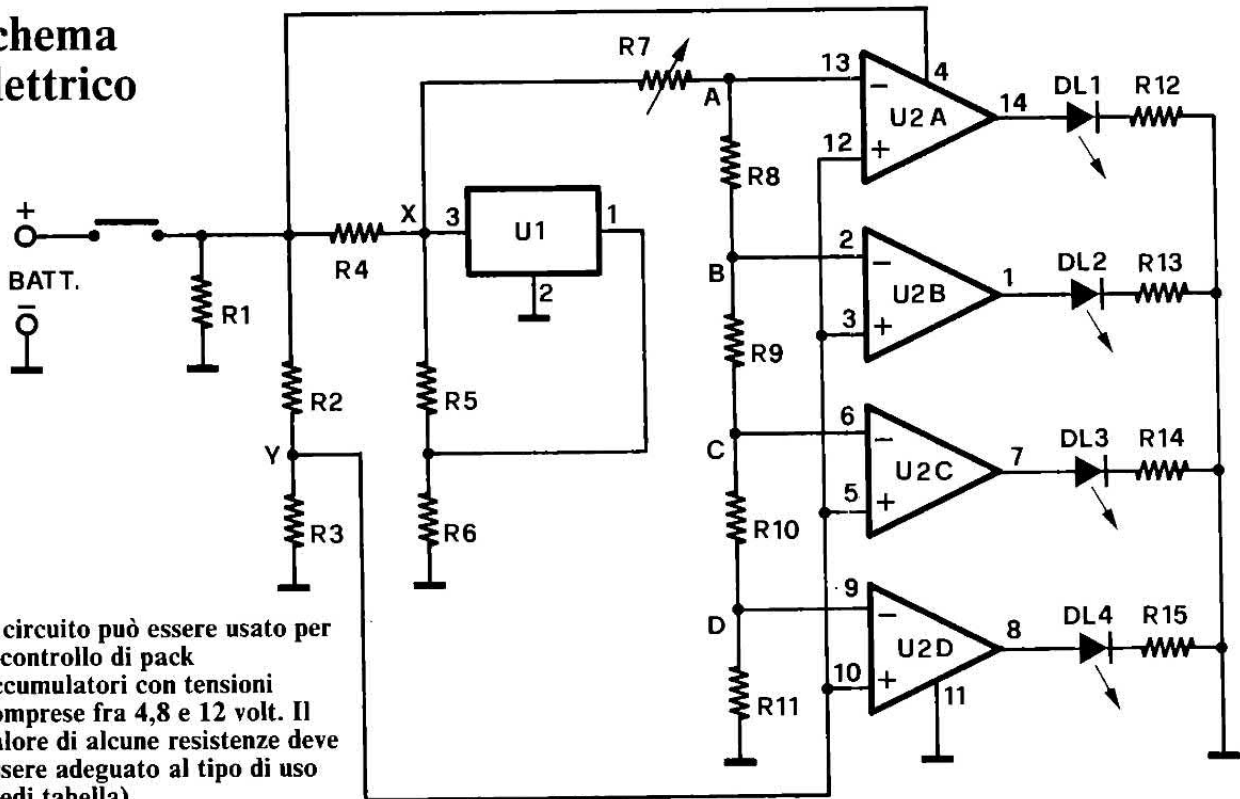 chema
lettrico
R7
A
13
4
14
DL1
R12
U2A
12
R8
+
BATT.
-
R1
R4
X
3
U1
1
2
B
2
U2B
1
DL2
R13
3
R9
R2
R5
Y
R3
R6
C
6
U2C
7
DL3
R14
5
R10
D
9
U2D
8
DL4
R15
10
11
R11
circuito può essere usato per
controllo di pack
ccumulatori con tensioni
omprese fra 4,8 e 12 volt. Il
alore di alcune resistenze deve
ssere adeguato al tipo di uso
edi tabella)